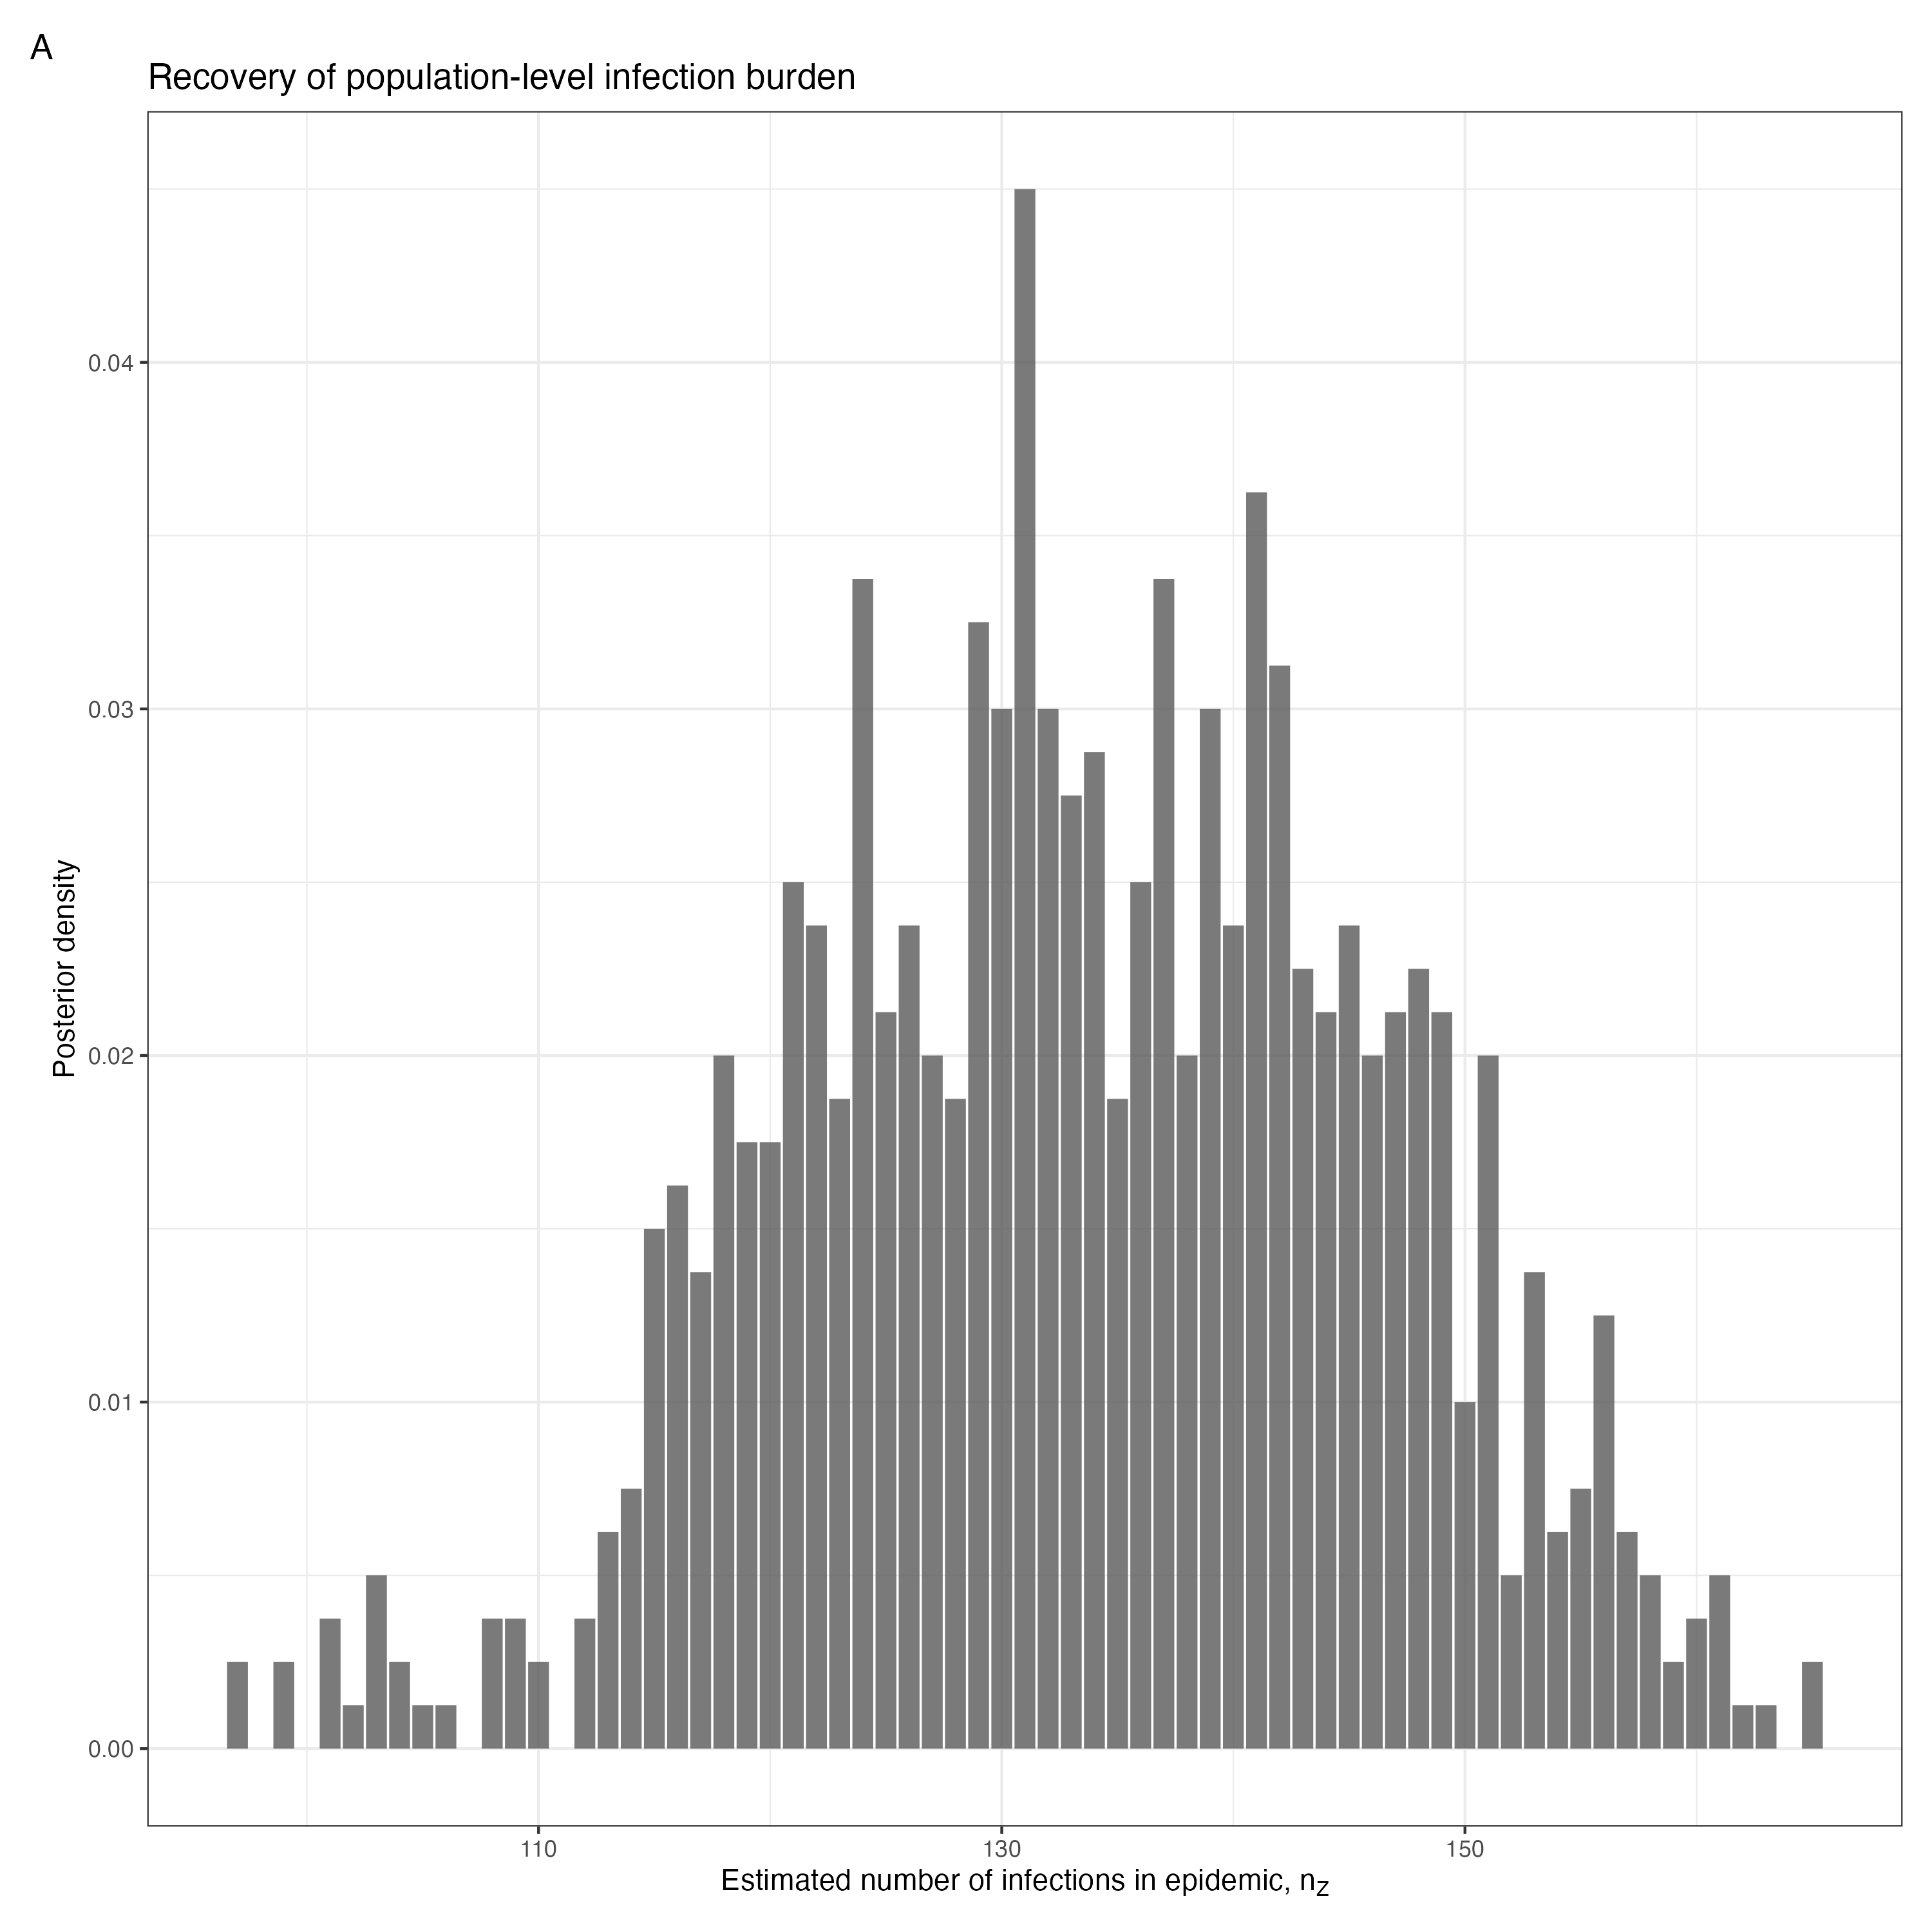 A
Recovery of population-level infection burden
0.04
0.03
0.02
0.01
0.00
Posterior density
110 130 150
Estimated number of infections in epidemic, nZ